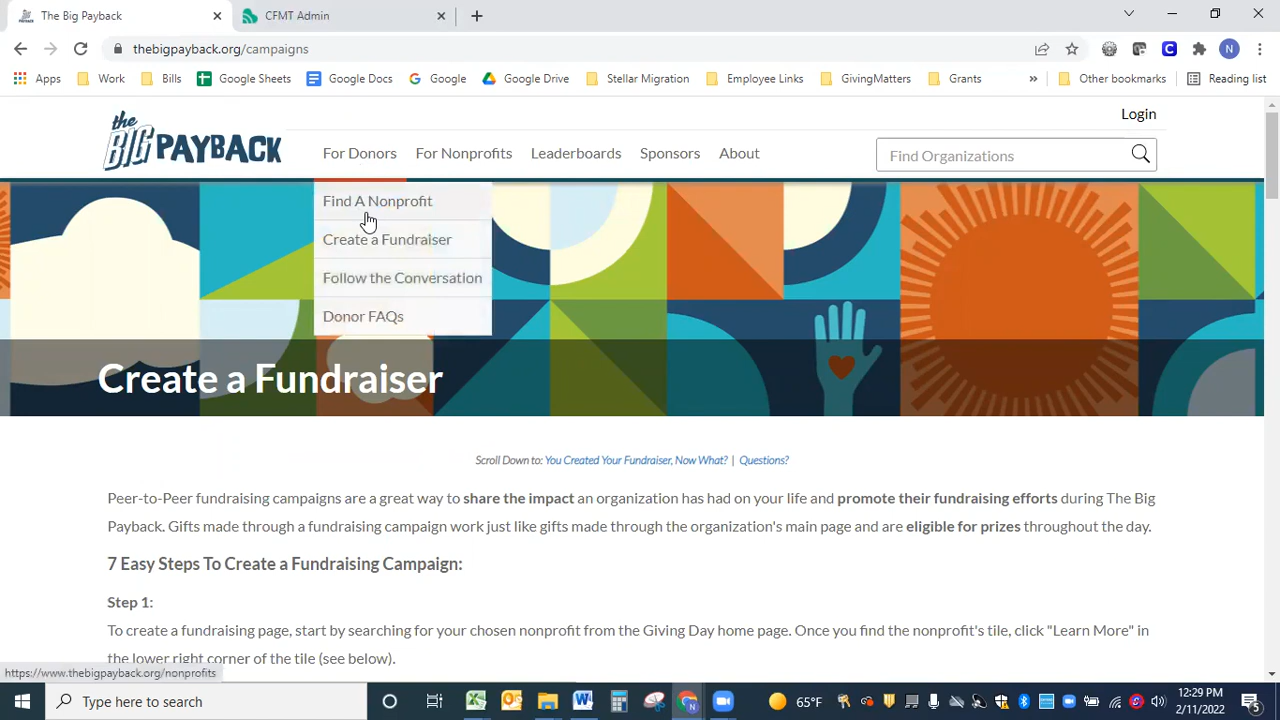 The Big Payback
CFMT Admin
thebigpayback.org/campaigns
N
Apps Work Bills Google Sheets Google Docs Google Google Drive Stellar Migration Employee Links GivingMatters Grants » Other bookmarks Reading list
Login
the BIG PAYBACK
For Donors For Nonprofits Leaderboards Sponsors About
Find Organizations
Find A Nonprofit
Create a Fundraiser
Follow the Conversation
Donor FAQs
Create a Fundraiser
Scroll Down to: You Created Your Fundraiser, Now What? | Questions?
Peer-to-Peer fundraising campaigns are a great way to share the impact an organization has had on your life and promote their fundraising efforts during The Big
Payback. Gifts made through a fundraising campaign work just like gifts made through the organization's main page and are eligible for prizes throughout the day.
7 Easy Steps To Create a Fundraising Campaign:
Step 1:
To create a fundraising page, start by searching for your chosen nonprofit from the Giving Day home page. Once you find the nonprofit's tile, click "Learn More" in
the lower right corner of the tile (see below).
https://www.thebigpayback.org/nonprofits
Type here to search
65°F
12:29 PM
2/11/2022
5